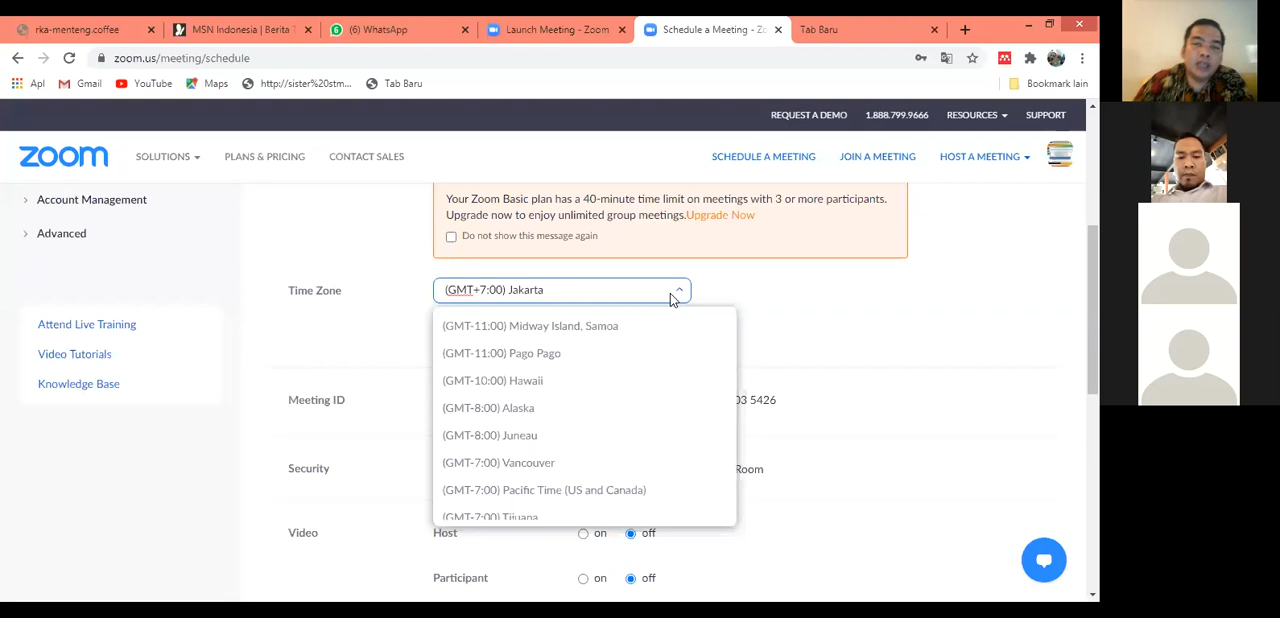 rka-menteng.coffee
MSN Indonesia | Berita T
(6) WhatsApp
Launch Meeting - Zoom
Schedule a Meeting - Zo
Tab Baru
zoom.us/meeting/schedule
Apl
Gmail
YouTube
Maps
http://sister%20stm...
Tab Baru
Bookmark lain
REQUEST A DEMO
1.888.799.9666
RESOURCES
SUPPORT
zoom
SOLUTIONS
PLANS & PRICING
CONTACT SALES
SCHEDULE A MEETING
JOIN A MEETING
HOST A MEETING
Account Management
Advanced
Attend Live Training
Video Tutorials
Knowledge Base
Your Zoom Basic plan has a 40-minute time limit on meetings with 3 or more participants.
Upgrade now to enjoy unlimited group meetings.Upgrade Now
Do not show this message again
Time Zone
(GMT+7:00) Jakarta
(GMT-11:00) Midway Island, Samoa
(GMT-11:00) Pago Pago
(GMT-10:00) Hawaii
(GMT-8:00) Alaska
(GMT-8:00) Juneau
(GMT-7:00) Vancouver
(GMT-7:00) Pacific Time (US and Canada)
(GMT-7:00) Tijuana
Meeting ID
03 5426
Security
Room
Video
Host
on
off
Participant
on
off